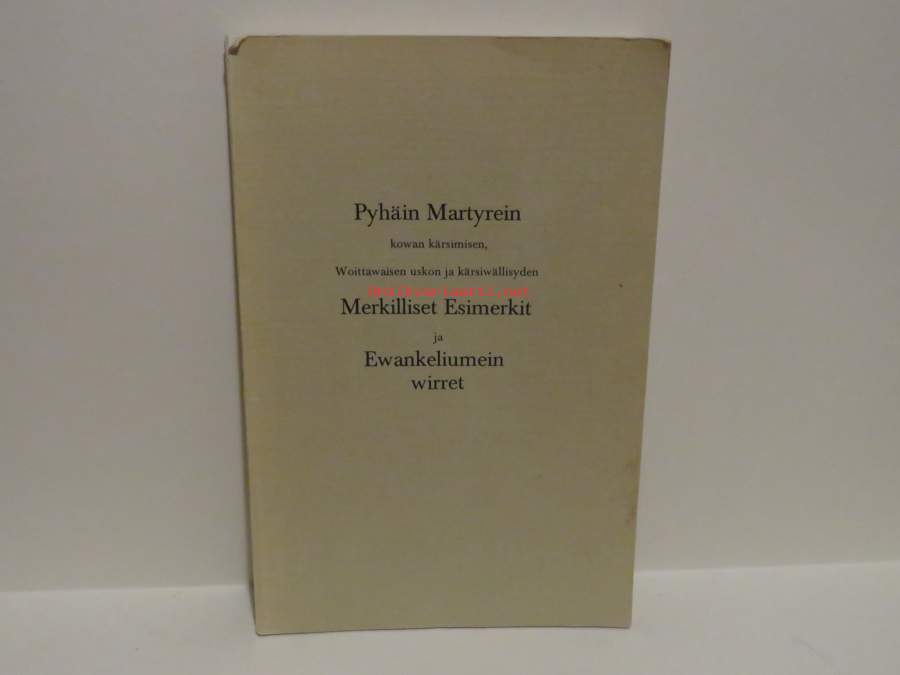 Pyhäin Martyrein
kowan kärsimisen,
Woittawaisen uskon ja kärsiwällisyden
Merkilliset Esimerkit
ja
Ewankeliumein
wirret